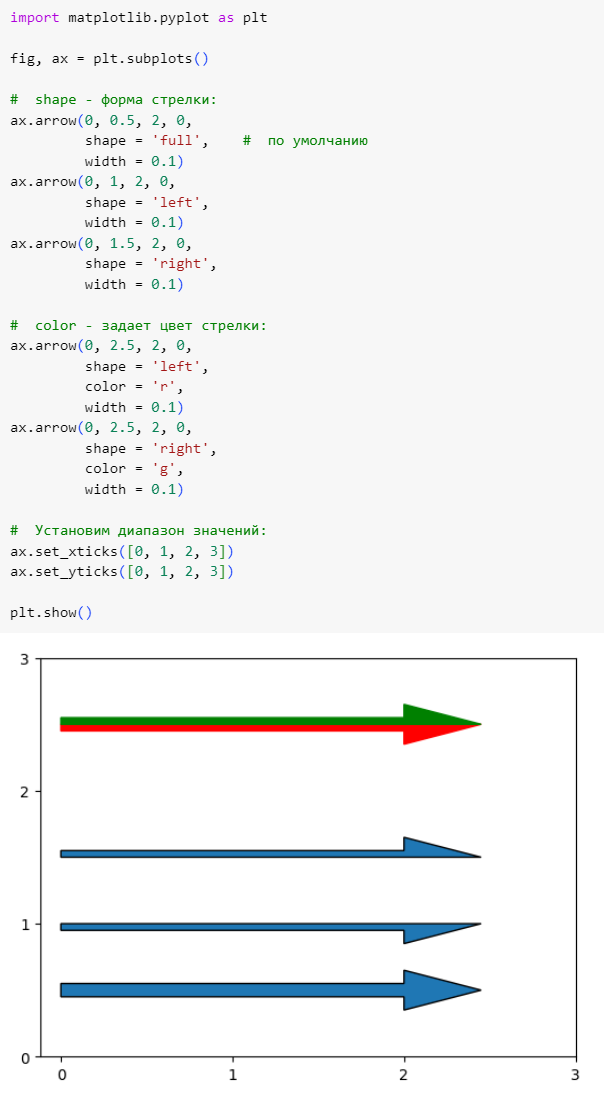 import matplotlib.pyplot as plt
fig, ax = plt.subplots()
#  shape - форма стрелки:
ax.arrow(0, 0.5, 2, 0,
         shape = 'full',    #  по умолчанию
         width = 0.1)
ax.arrow(0, 1, 2, 0,
         shape = 'left',
         width = 0.1)
ax.arrow(0, 1.5, 2, 0,
         shape = 'right',
         width = 0.1)
#  color - задает цвет стрелки:
ax.arrow(0, 2.5, 2, 0,
         shape = 'left',
         color = 'r',
         width = 0.1)
ax.arrow(0, 2.5, 2, 0,
         shape = 'right',
         color = 'g',
         width = 0.1)
#  Установим диапазон значений:
ax.set_xticks([0, 1, 2, 3])
ax.set_yticks([0, 1, 2, 3])
plt.show()
3
2
1
0
0 1 2 3